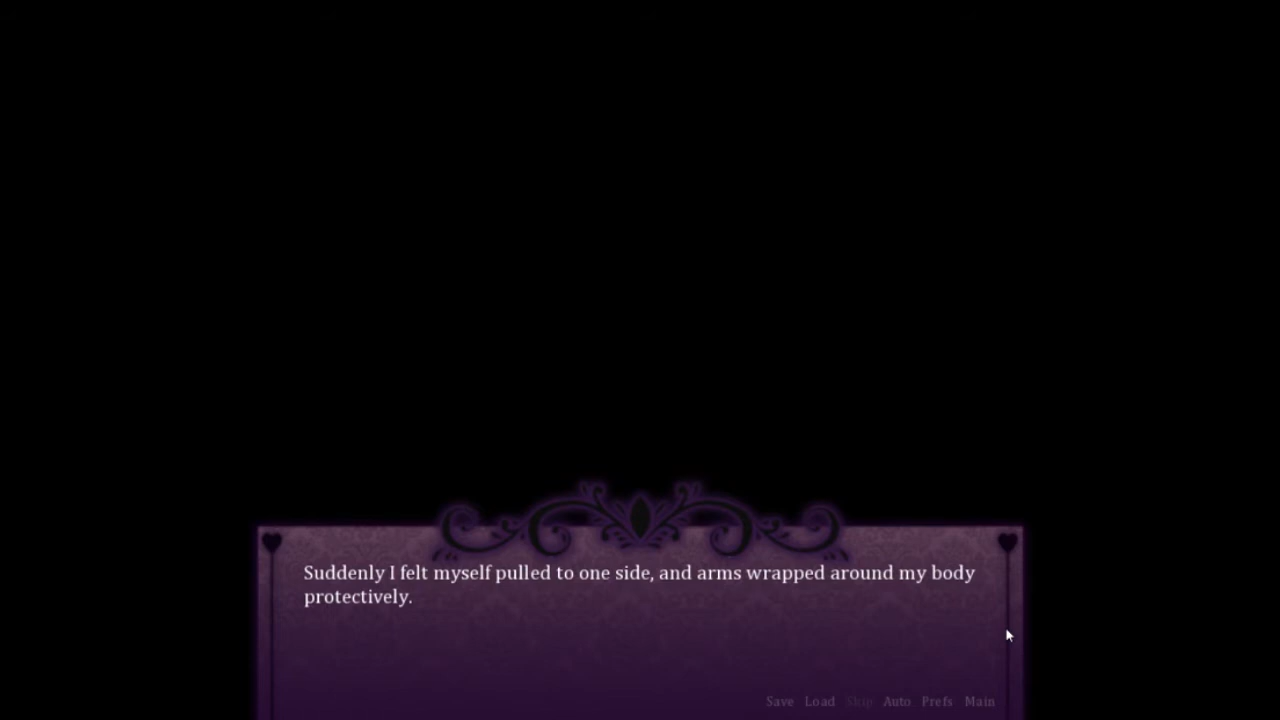 Suddenly I felt myself pulled to one side, and arms wrapped around my body
protectively.
Save Load Skip Auto Prefs Main